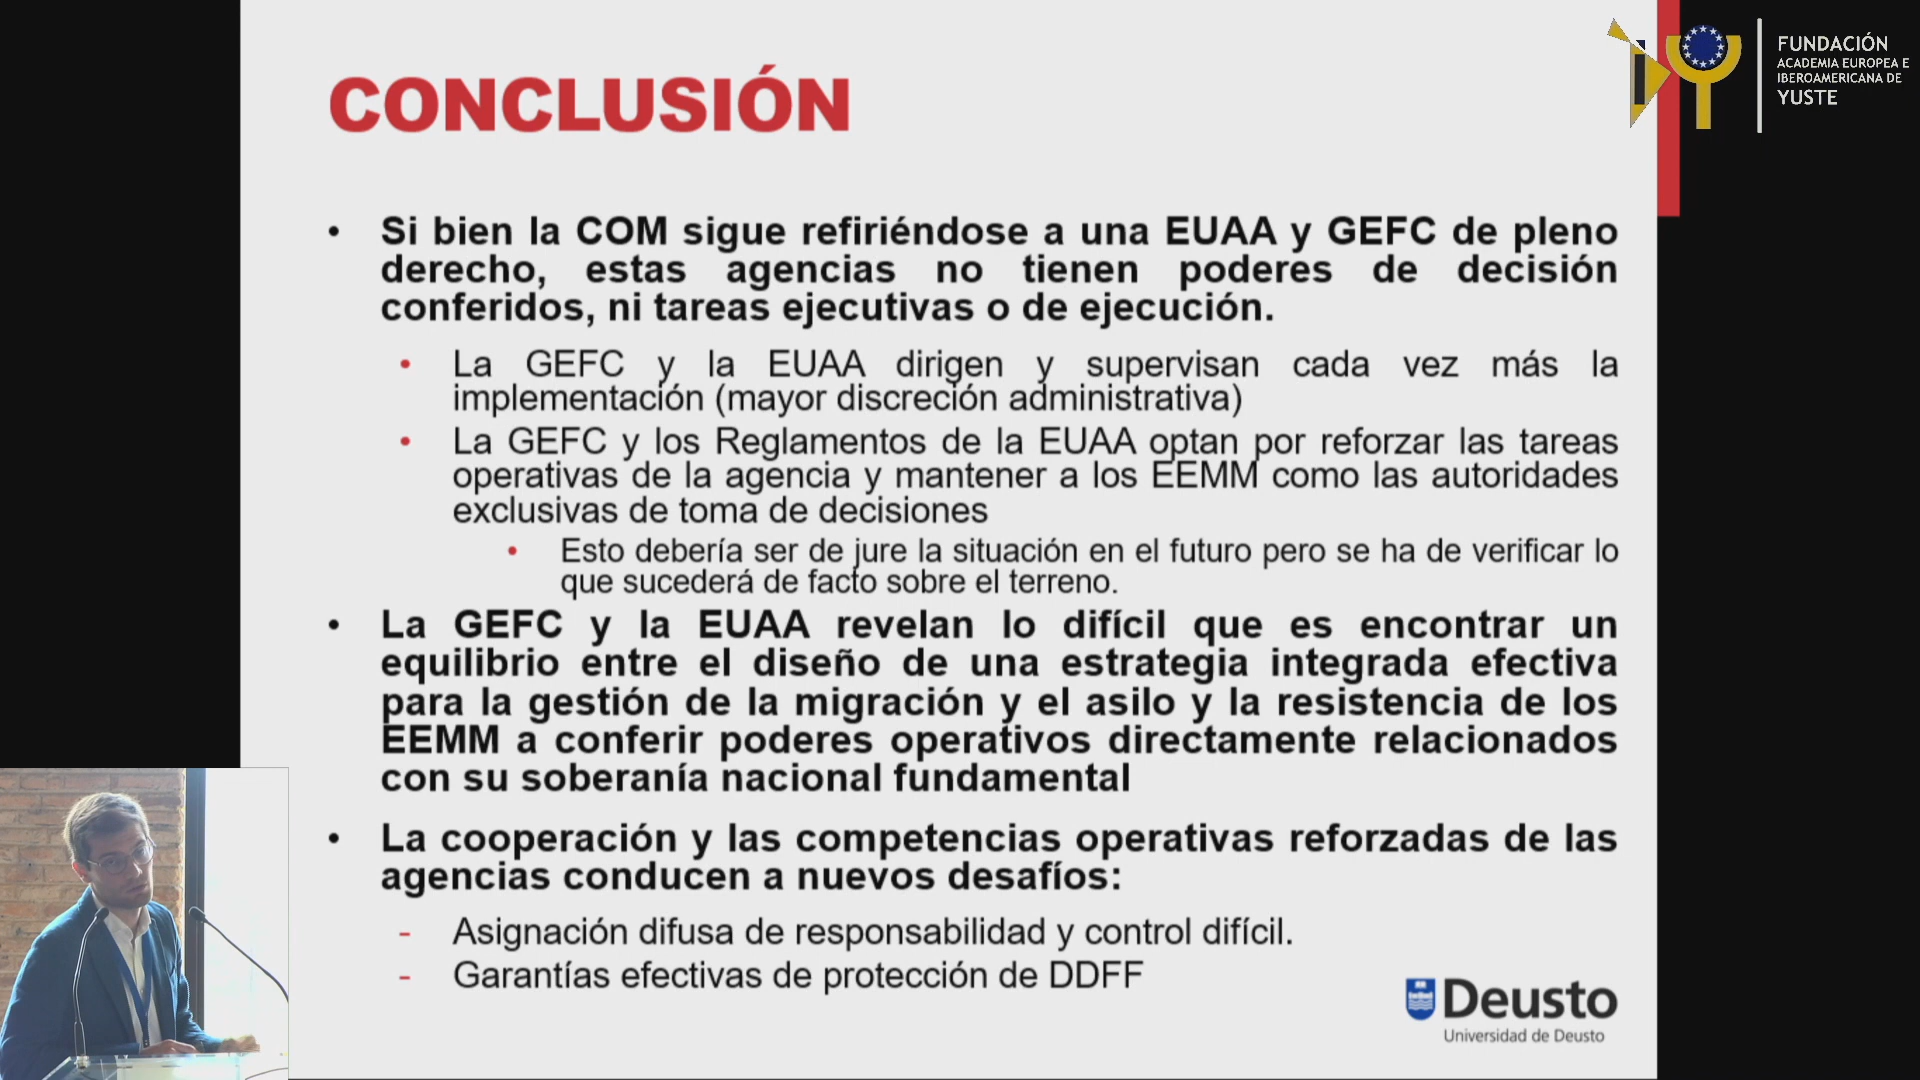 CONCLUSIÓN
FUNDACIÓN
ACADEMIA EUROPEA E
IBEROAMERICANA DE
YUSTE
• Si bien la COM sigue refiriéndose a una EUAA y GEFC de pleno
derecho, estas agencias no tienen poderes de decisión
conferidos, ni tareas ejecutivas o de ejecución.
• La GEFC y la EUAA dirigen y supervisan cada vez más la
implementación (mayor discreción administrativa)
• La GEFC y los Reglamentos de la EUAA optan por reforzar las tareas
operativas de la agencia y mantener a los EEMM como las autoridades
exclusivas de toma de decisiones
• Esto debería ser de jure la situación en el futuro pero se ha de verificar lo
que sucederá de facto sobre el terreno.
• La GEFC y la EUAA revelan lo difícil que es encontrar un
equilibrio entre el diseño de una estrategia integrada efectiva
para la gestión de la migración y el asilo y la resistencia de los
EEMM a conferir poderes operativos directamente relacionados
con su soberanía nacional fundamental
• La cooperación y las competencias operativas reforzadas de las
agencias conducen a nuevos desafíos:
- Asignación difusa de responsabilidad y control difícil.
- Garantías efectivas de protección de DDFF
Deusto
Universidad de Deusto